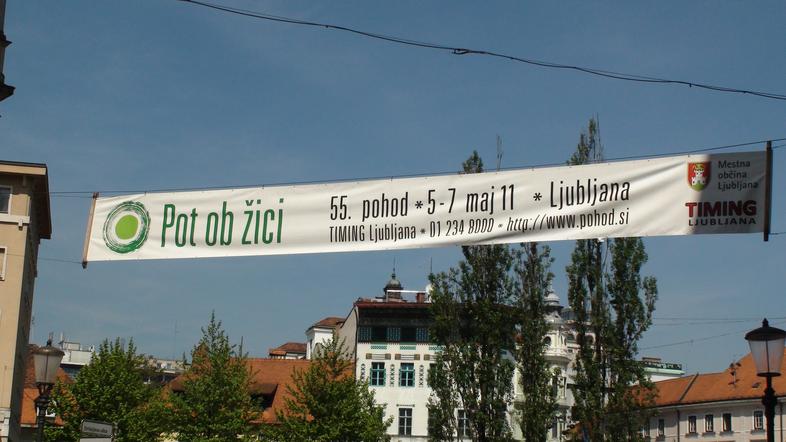 Pot ob žici
55. pohod * 5-7 maj 11 * Ljubljana
TIMING Ljubljana * 01 234 8000 * http://www.pohod.si
Mestna
občina
Ljubljana
TIMING
LJUBLJANA